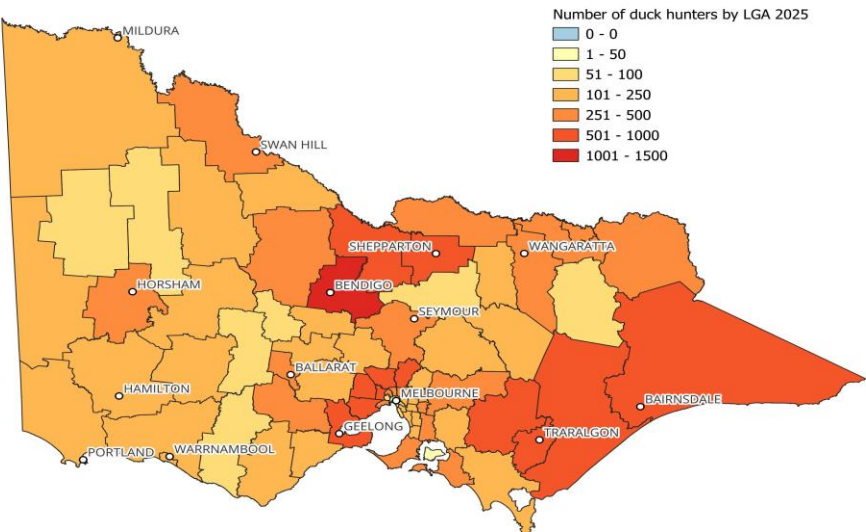 Number of duck hunters by LGA 2025
0 - 0
1 - 50
51 - 100
101 - 250
251 - 500
501 - 1000
1001 - 1500
MILDURA
SWAN HILL
SHEPPARTON
WANGARATTA
HORSHAM
BENDIGO
SEYMOUR
BALLARAT
HAMILTON
MELBOURNE
BAIRNSDALE
GEELONG
TRARALGON
PORTLAND
WARRNAMBOOL